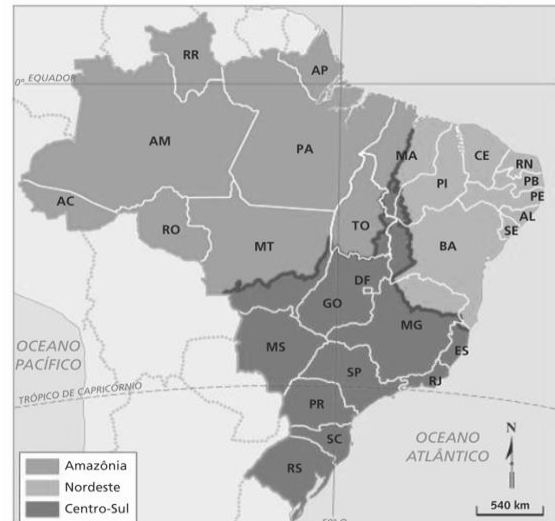 RR
AP
0° EQUADOR
AM
PA
MA
CE
RN
PB
PE
AL
SE
PI
AC
RO
TO
MT
BA
DF
GO
MG
ES
MS
SP
RJ
PR
SC
RS
OCEANO
PACÍFICO
TRÓPICO DE CAPRICÓRNIO
OCEANO
ATLÂNTICO
N
540 km
Amazônia
Nordeste
Centro-Sul
50° O